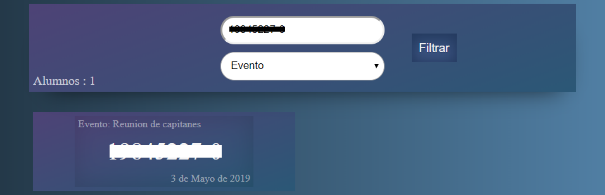 Filtrar
Evento
Alumnos : 1
Evento: Reunion de capitanes
3 de Mayo de 2019